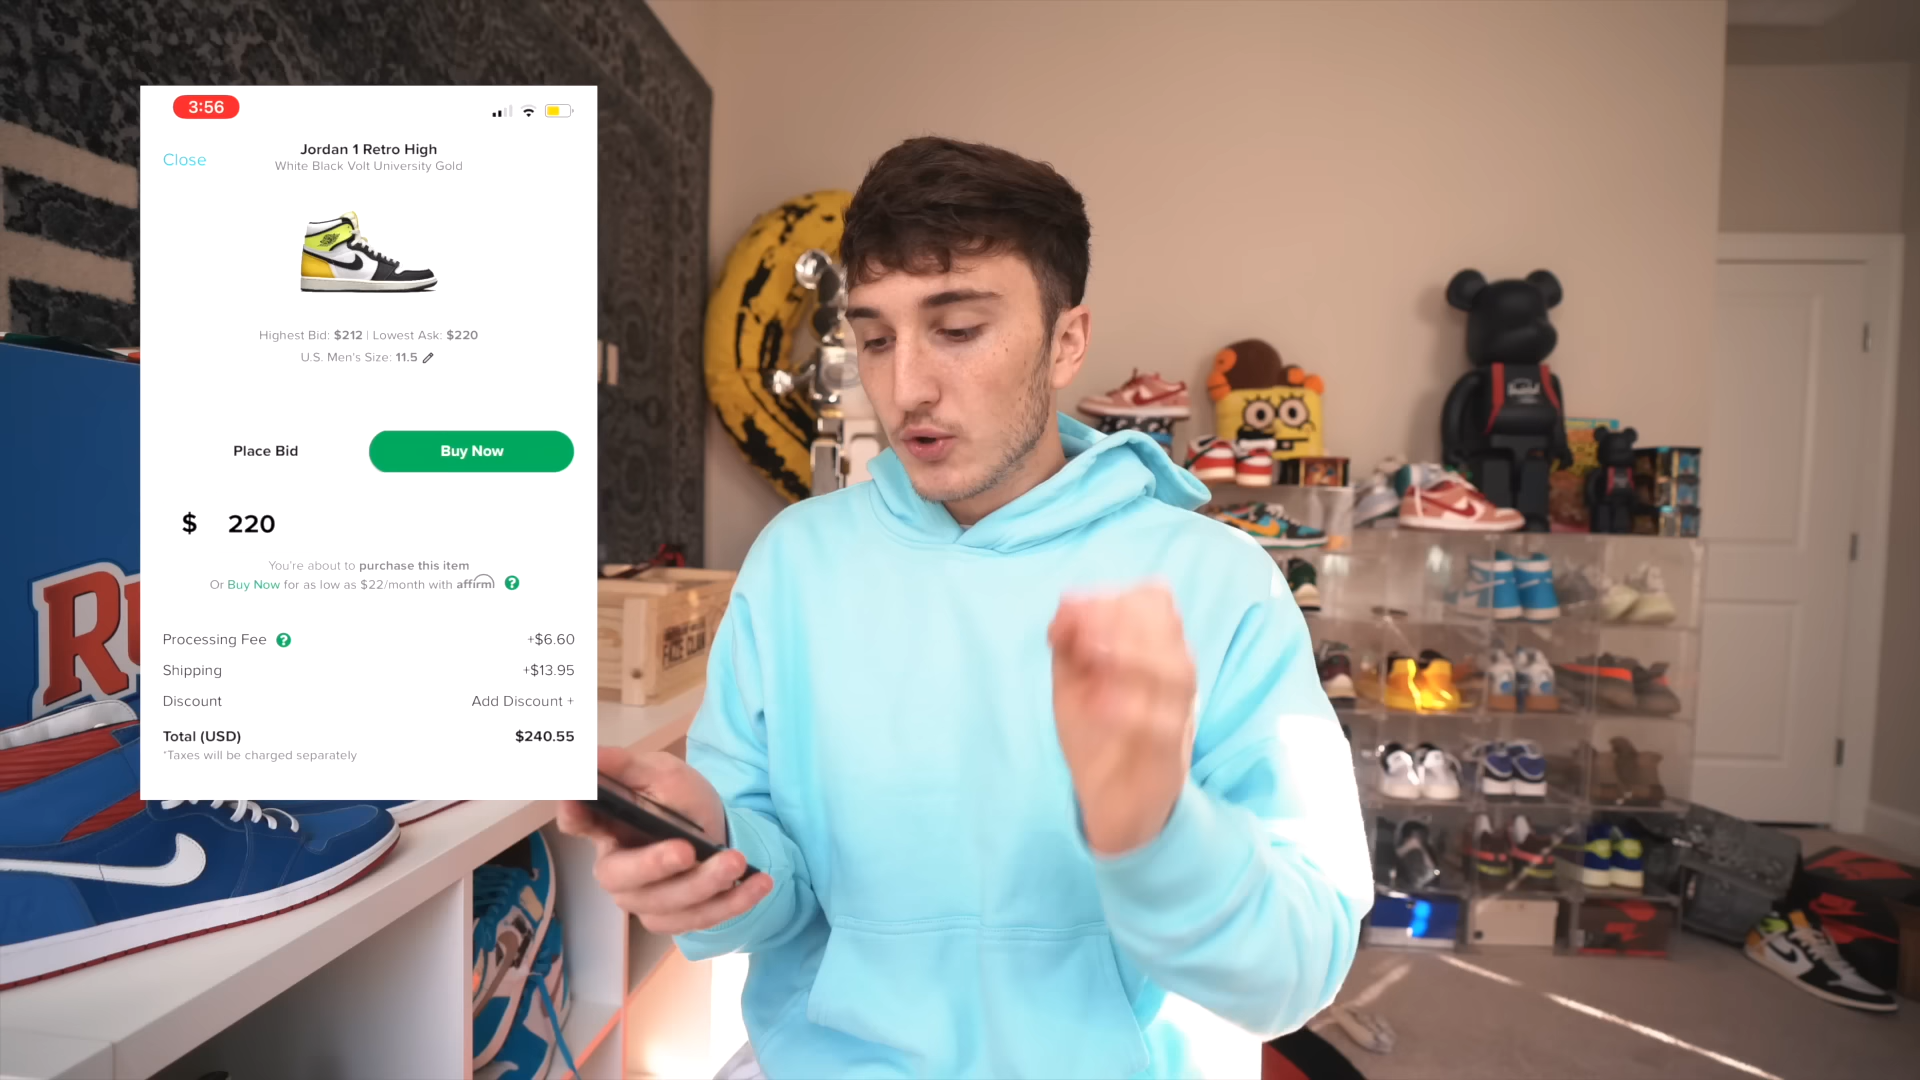 3:56
Close
Jordan 1 Retro High
White Black Volt University Gold
Highest Bid: $212 | Lowest Ask: $220
U.S. Men's Size: 11.5
Place Bid
Buy Now
$ 220
You're about to purchase this item
Or Buy Now for as low as $22/month with affirm ?
Processing Fee ? +$6.60
Shipping +$13.95
Discount Add Discount +
Total (USD) $240.55
*Taxes will be charged separately